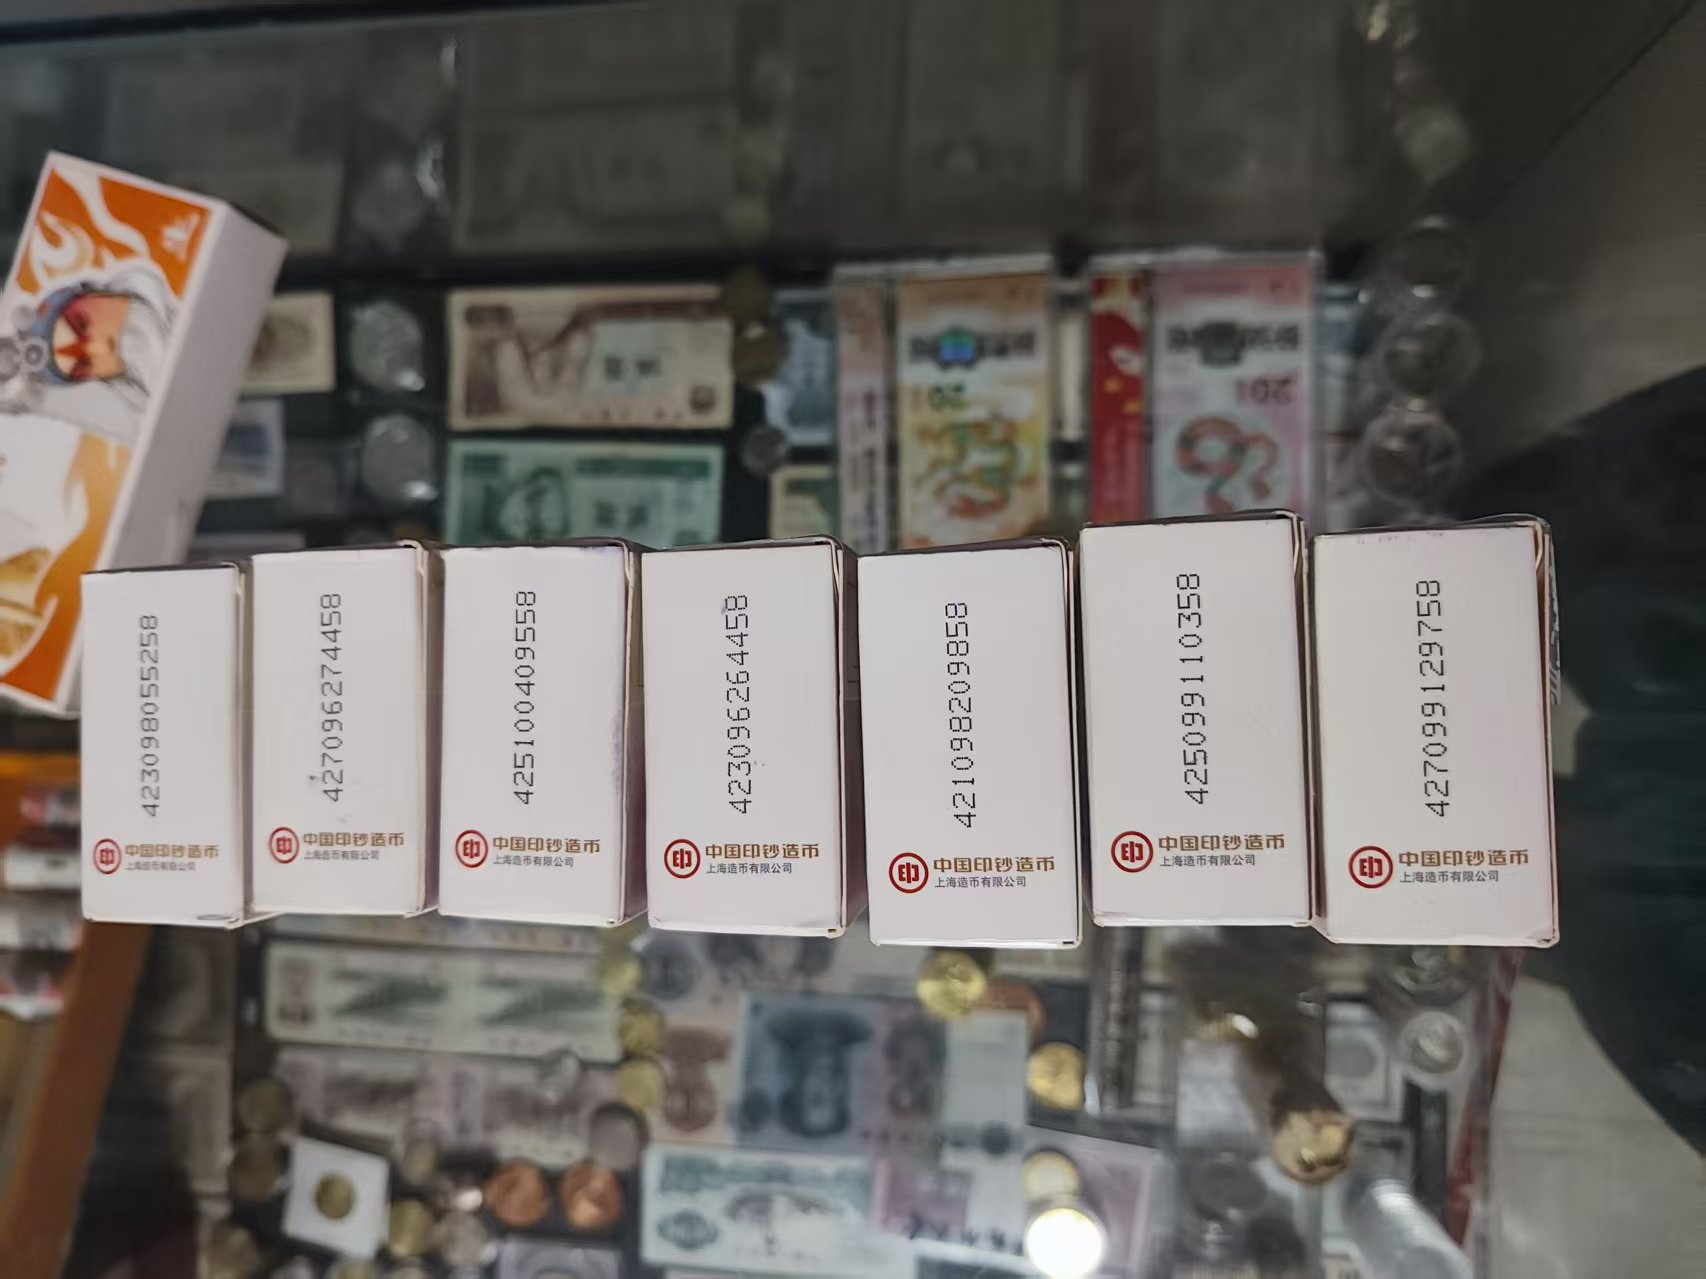 423098055258
中国印钞造币
上海造币有限公司
427096274458
中国印钞造币
上海造币有限公司
425100409558
中国印钞造币
上海造币有限公司
423096264458
中国印钞造币
上海造币有限公司
421098209858
中国印钞造币
上海造币有限公司
425099110358
中国印钞造币
上海造币有限公司
427099129758
中国印钞造币
上海造币有限公司